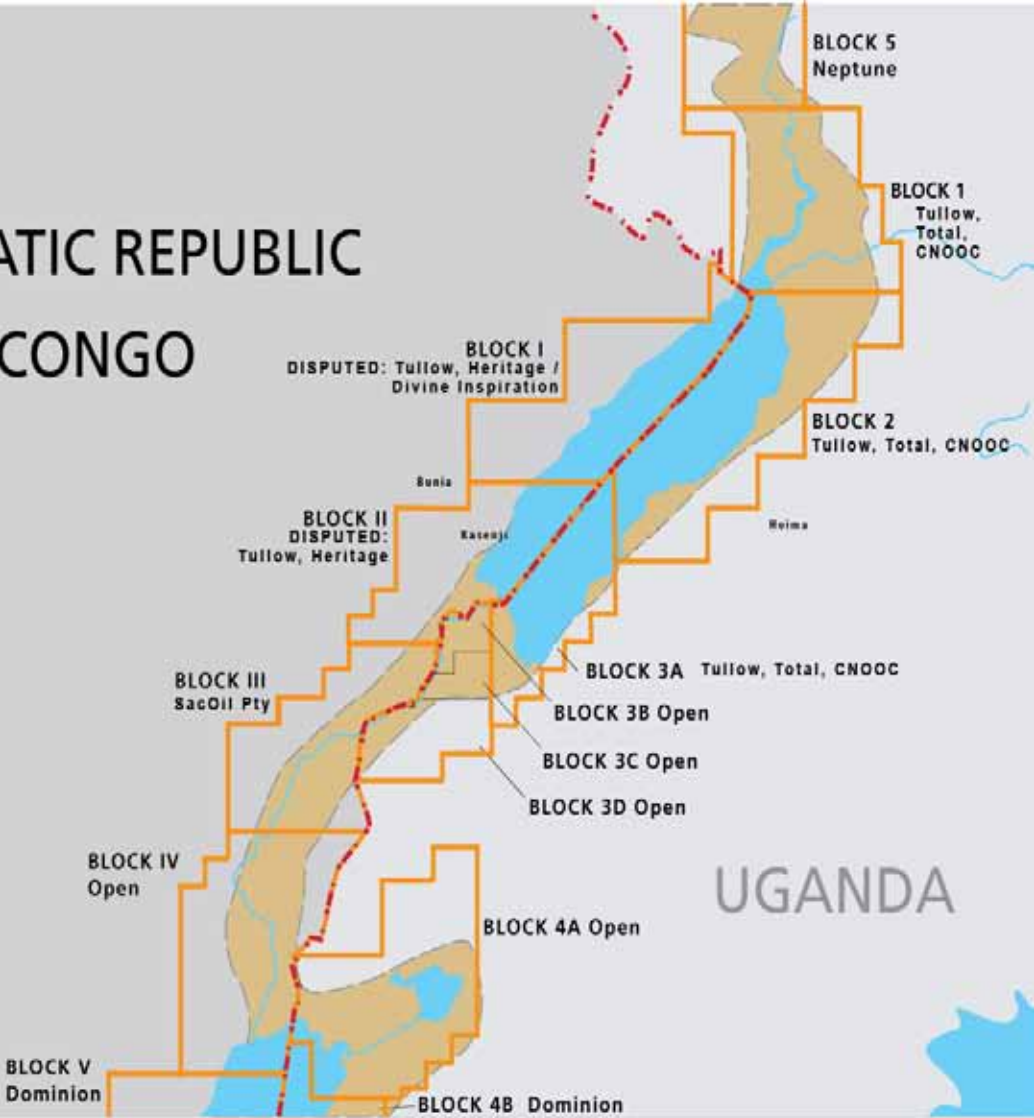 BLOCK 5
Neptune
BLOCK 1
Tullow,
Total,
CNOOC
ATIC REPUBLIC
CONGO
BLOCK I
DISPUTED: Tullow, Heritage /
Divine Inspiration
BLOCK 2
Tullow, Total, CNOOC
Bunia
BLOCK II
DISPUTED:
Tullow, Heritage
Kasenji
Hoima
BLOCK III
SacOil Pty
BLOCK 3A Tullow, Total, CNOOC
BLOCK 3B Open
BLOCK 3C Open
BLOCK 3D Open
BLOCK IV
Open
UGANDA
BLOCK 4A Open
BLOCK V
Dominion
BLOCK 4B Dominion